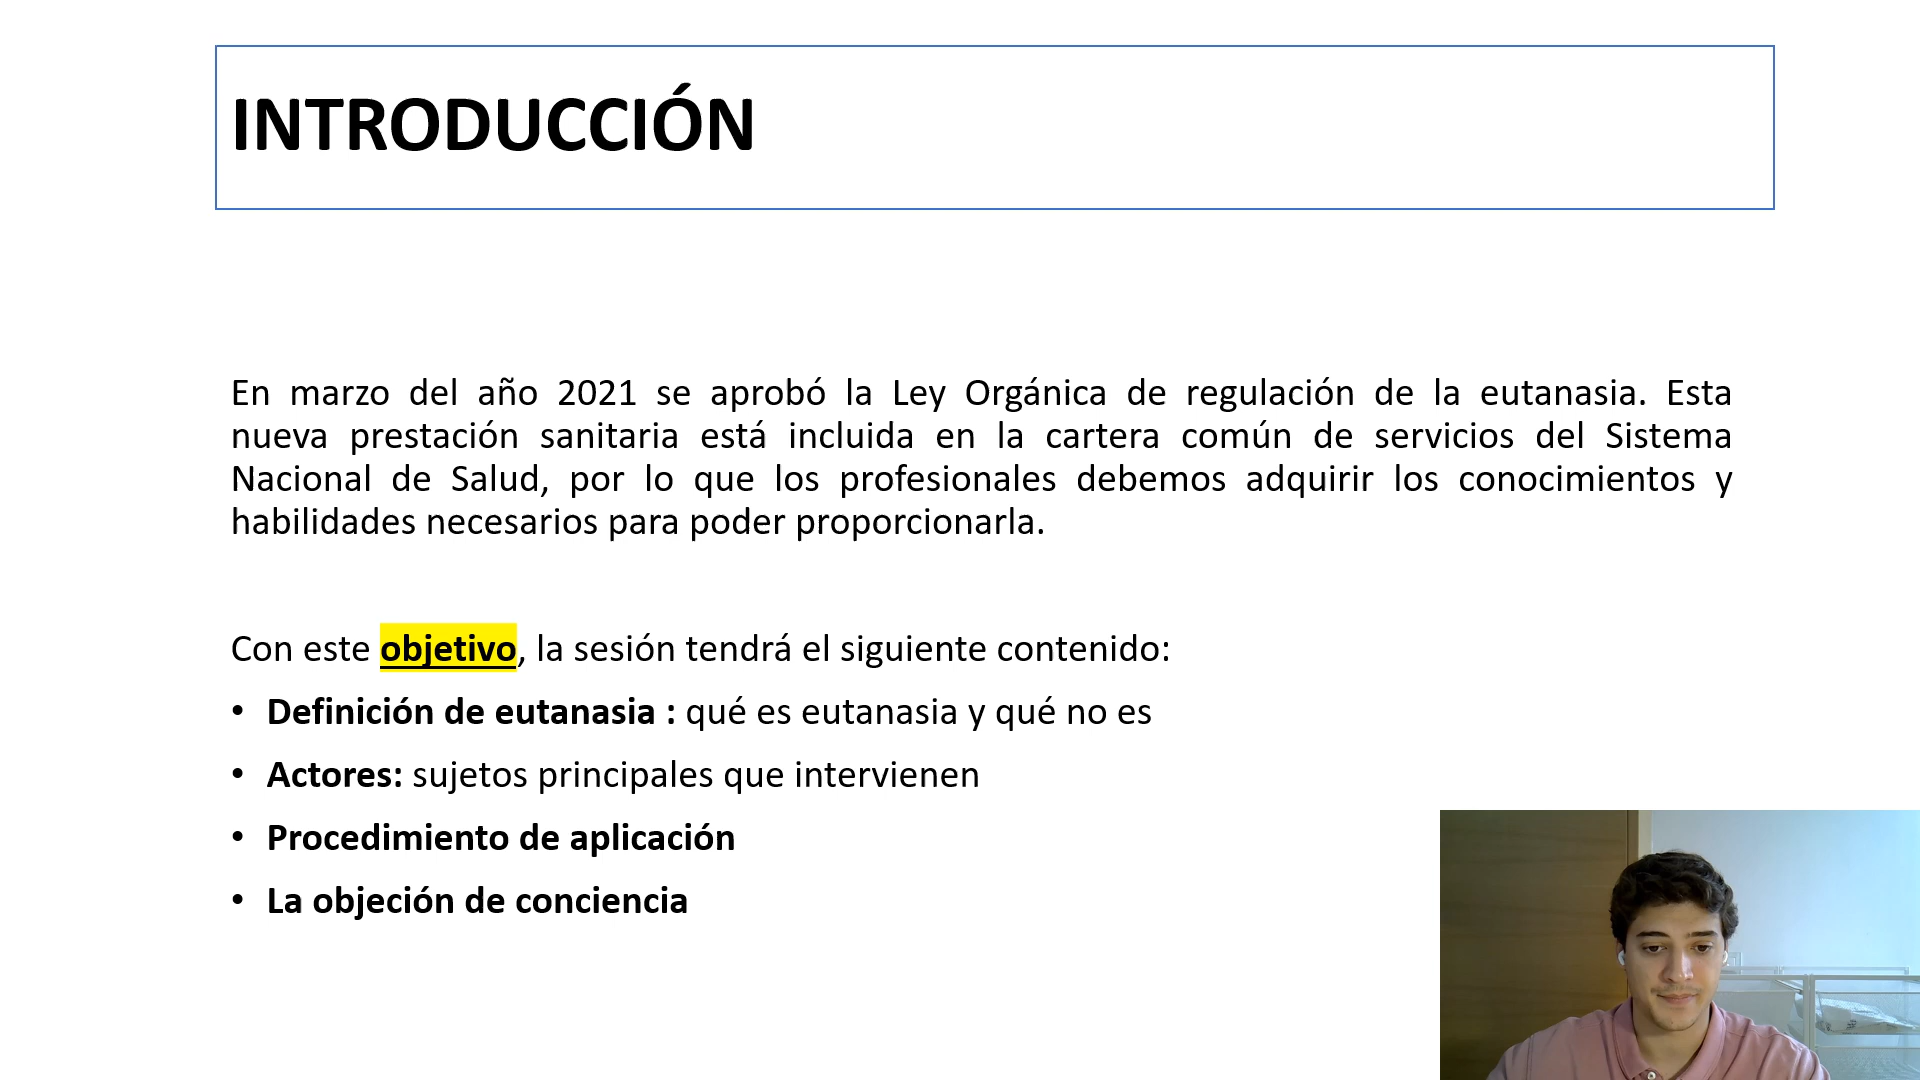 INTRODUCCIÓN
En marzo del año 2021 se aprobó la Ley Orgánica de regulación de la eutanasia. Esta
nueva prestación sanitaria está incluida en la cartera común de servicios del Sistema
Nacional de Salud, por lo que los profesionales debemos adquirir los conocimientos y
habilidades necesarios para poder proporcionarla.
Con este objetivo, la sesión tendrá el siguiente contenido:
• Definición de eutanasia : qué es eutanasia y qué no es
• Actores: sujetos principales que intervienen
• Procedimiento de aplicación
• La objeción de conciencia